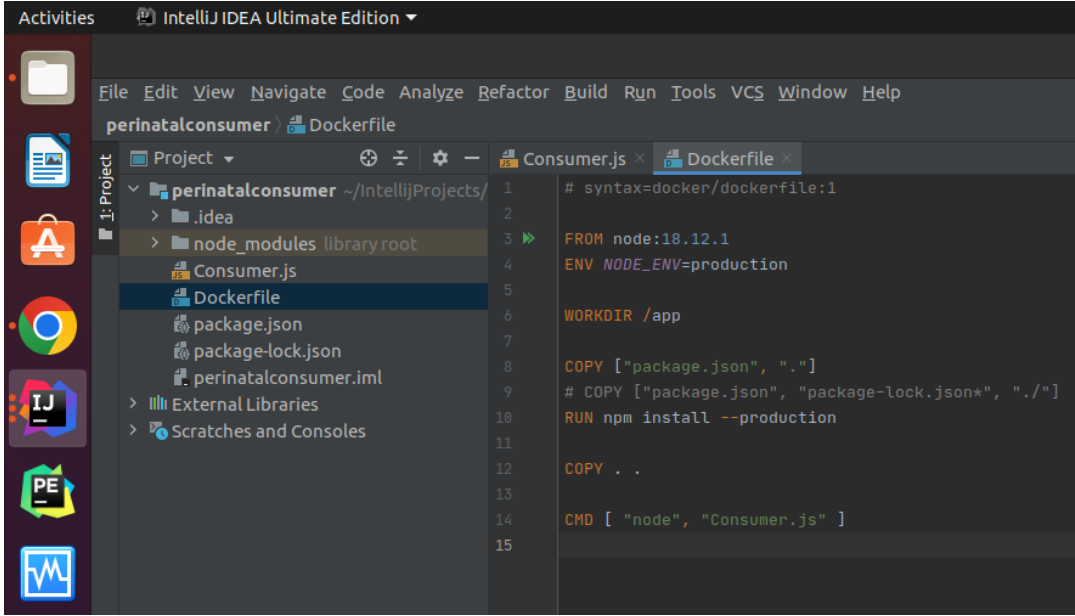 Activities IntelliJ IDEA Ultimate Edition
File Edit View Navigate Code Analyze Refactor Build Run Tools VCS Window Help
perinatalconsumer Dockerfile
1: Project
Project
perinatalconsumer ~/IntellijProjects/
.idea
node_modules library root
Consumer.js
Dockerfile
package.json
package-lock.json
perinatalconsumer.iml
External Libraries
Scratches and Consoles
Consumer.js Dockerfile
1 # syntax=docker/dockerfile:1
2
3 FROM node:18.12.1
4 ENV NODE_ENV=production
5
6 WORKDIR /app
7
8 COPY ["package.json", "."]
9 # COPY ["package.json", "package-lock.json*", "./"]
10 RUN npm install --production
11
12 COPY . .
13
14 CMD [ "node", "Consumer.js" ]
15
IJ
PE